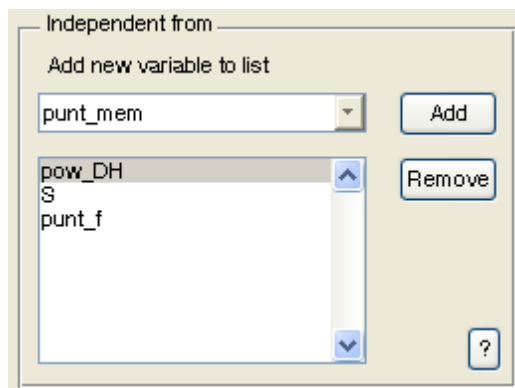 Independent from
Add new variable to list
punt_mem
Add
pow_DH
Remove
S
punt_f
?